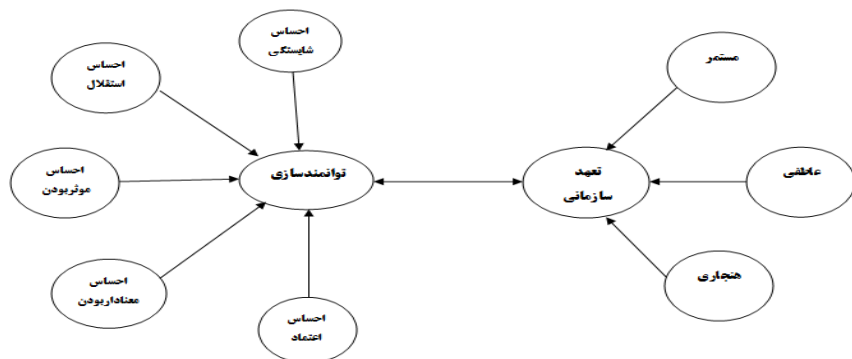 احساس
شایستگی
احساس
استقلال
احساس
موثربودن
احساس
معناداربودن
احساس
اعتماد
توانمندسازی
تعهد
سازمانی
مستمر
عاطفی
هنجاری